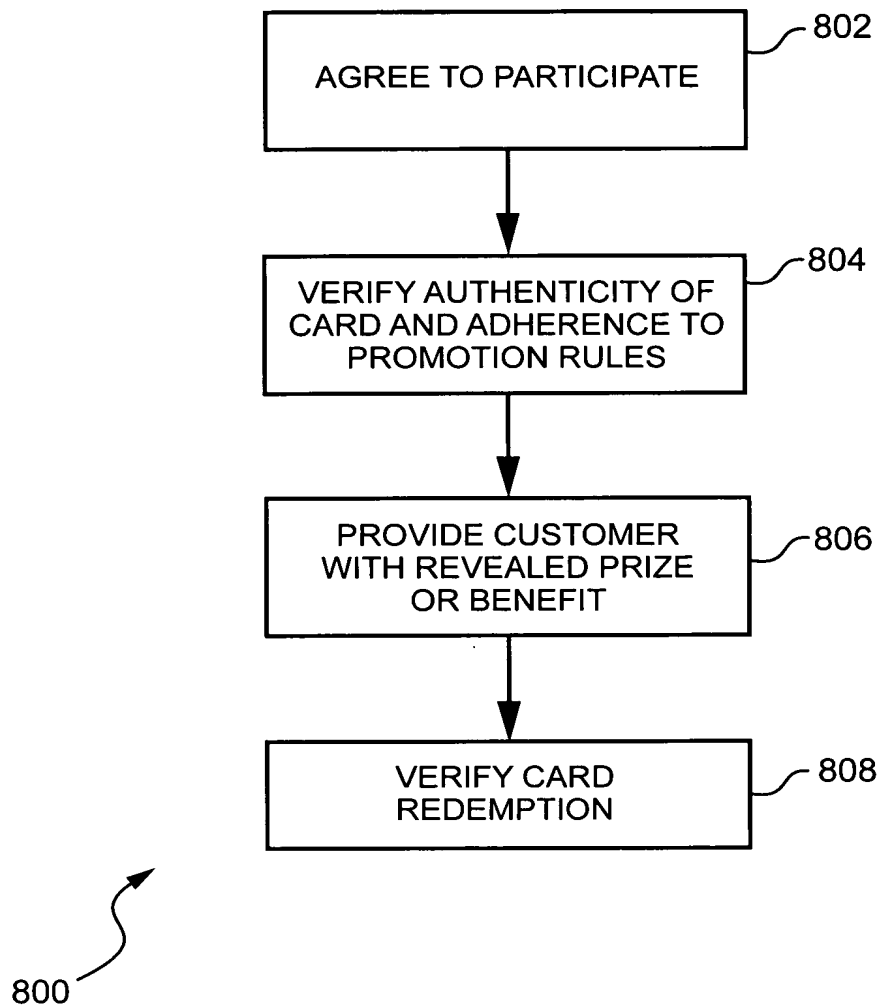 802
AGREE TO PARTICIPATE
804
VERIFY AUTHENTICITY OF
CARD AND ADHERENCE TO
PROMOTION RULES
806
PROVIDE CUSTOMER
WITH REVEALED PRIZE
OR BENEFIT
808
VERIFY CARD
REDEMPTION
800